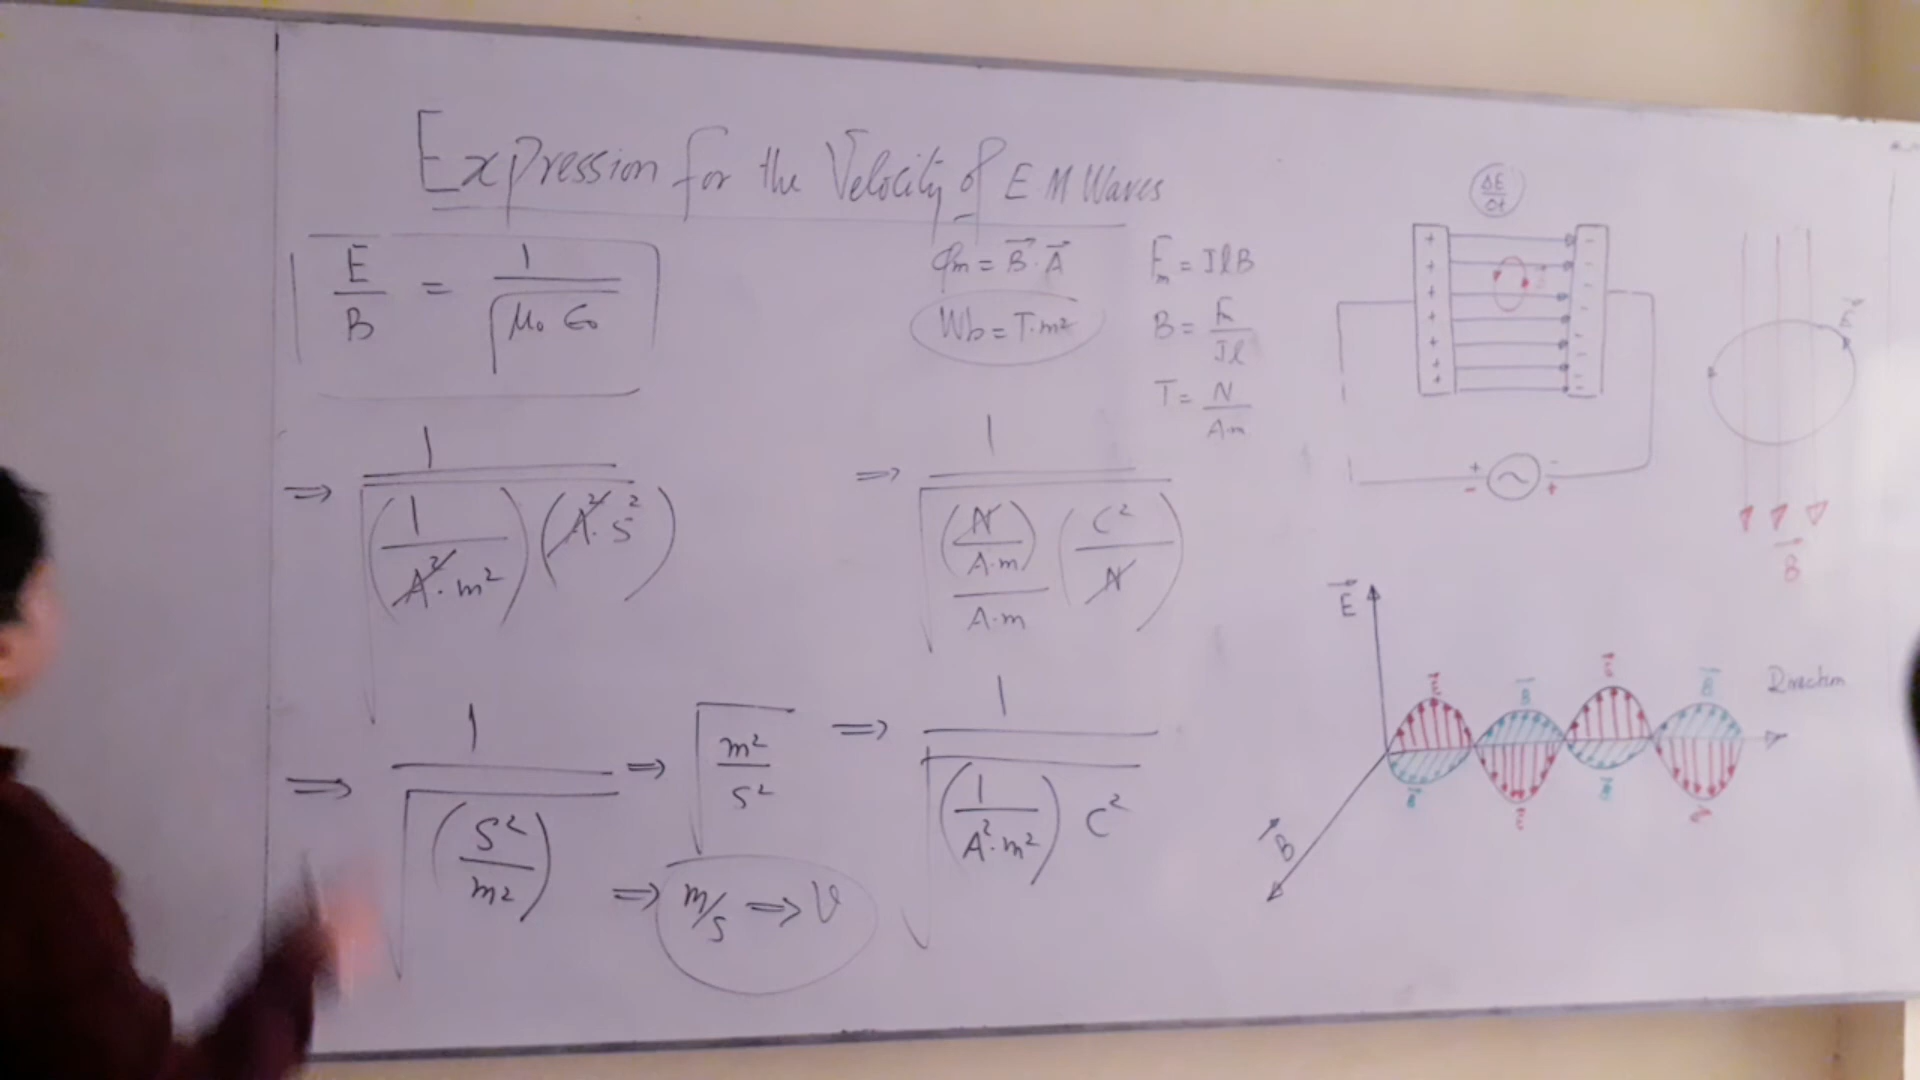 Expression for the Velocity of E M Waves
E/B = 1/√(μ₀ ϵ₀)
φm = B⃗ · A⃗
Wb = T·m²
Fm = IlB
B = Fm/Il
T = N/A·m
⇒ 1/√(((N/A·m)/A·m) (C²/N))
⇒ 1/√((1/A²·m²) C²)
⇒ 1/√((1/A²·m²) (A²·S²))
⇒ 1/√(S²/m²)
⇒ √(m²/S²)
⇒ m/s ⇒ V
ΔE/Δt
+ + + + + + +
- - - - - - -
+ -
- +
B⃗
E⃗
B⃗
E⃗ B⃗ E⃗ B⃗
B⃗ E⃗ B⃗ E⃗
Direction